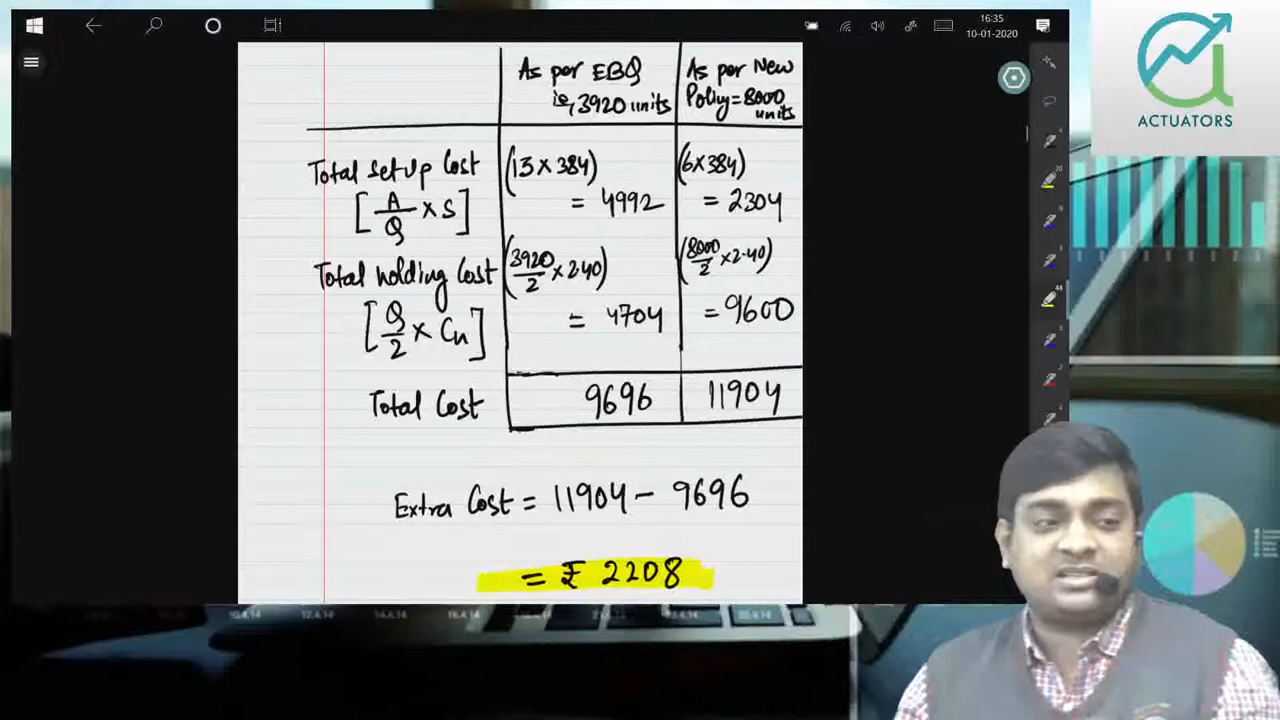 16:35
10-01-2020
ACTUATORS
As per EBQ
ie, 3920 units
As per New
Policy = 8000
units
Total set up Cost
[A/Q × S]
(13 × 384)
= 4992
(6 × 384)
= 2304
Total holding Cost
[Q/2 × Ch]
(3920/2 × 2.40)
= 4704
(8000/2 × 2.40)
= 9600
Total Cost
9696
11904
Extra Cost = 11904 - 9696
= ₹ 2208